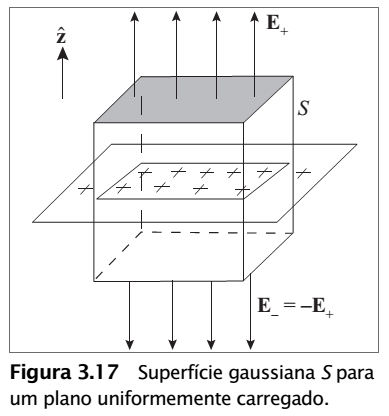 E₊
ẑ
S
E₋ = –E₊
Figura 3.17 Superfície gaussiana S para
um plano uniformemente carregado.